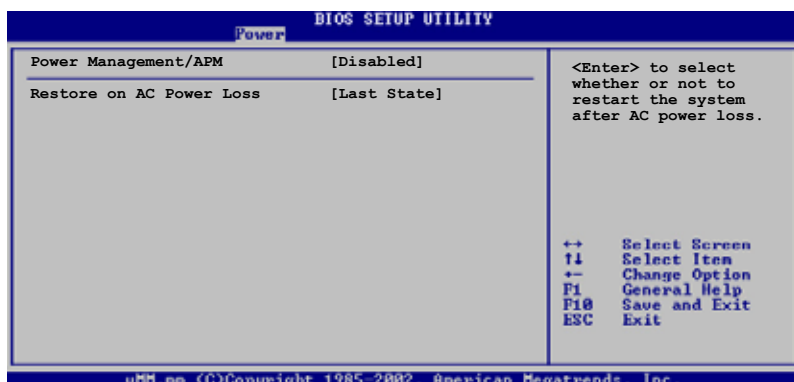 BIOS SETUP UTILITY
Power
Power Management/APM [Disabled]
Restore on AC Power Loss [Last State]
<Enter> to select
whether or not to
restart the system
after AC power loss.
↔ Select Screen
↑↓ Select Item
+- Change Option
F1 General Help
F10 Save and Exit
ESC Exit
(C)Copyright 1985-2002, American Megatrends, Inc